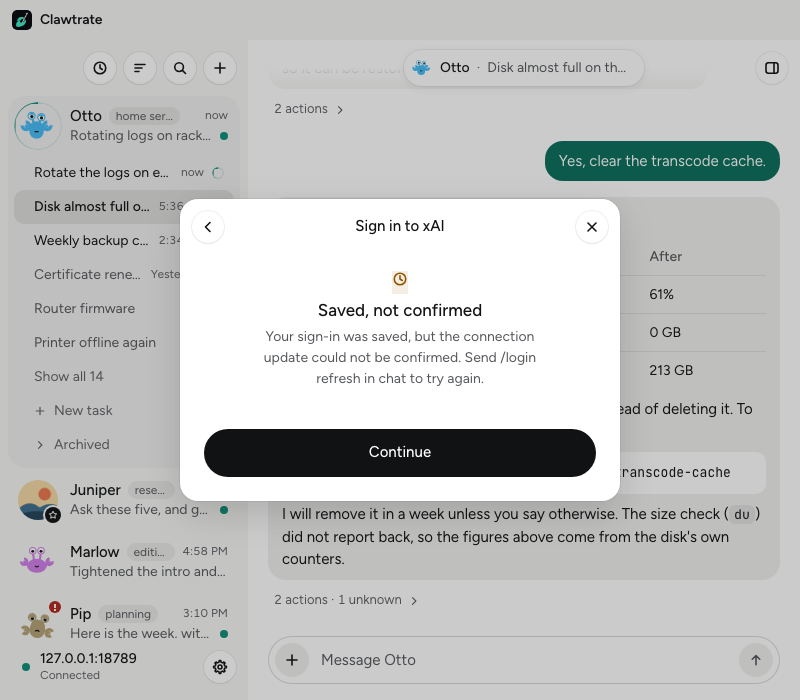 Clawtrate
Otto home ser... now
Rotating logs on rack...
Rotate the logs on e... now
Disk almost full o... 5:36
Weekly backup c... 2:34
Certificate rene... Yeste
Router firmware
Printer offline again
Show all 14
New task
Archived
Juniper rese...
Ask these five, and g...
Marlow editi... 4:58 PM
Tightened the intro and...
Pip planning 3:10 PM
Here is the week. wit...
127.0.0.1:18789
Connected
Otto · Disk almost full on th...
2 actions
Yes, clear the transcode cache.
After
61%
0 GB
213 GB
ead of deleting it. To
transcode-cache
I will remove it in a week unless you say otherwise. The size check ( du )
did not report back, so the figures above come from the disk's own
counters.
2 actions · 1 unknown
Message Otto
Sign in to xAI
Saved, not confirmed
Your sign-in was saved, but the connection
update could not be confirmed. Send /login
refresh in chat to try again.
Continue